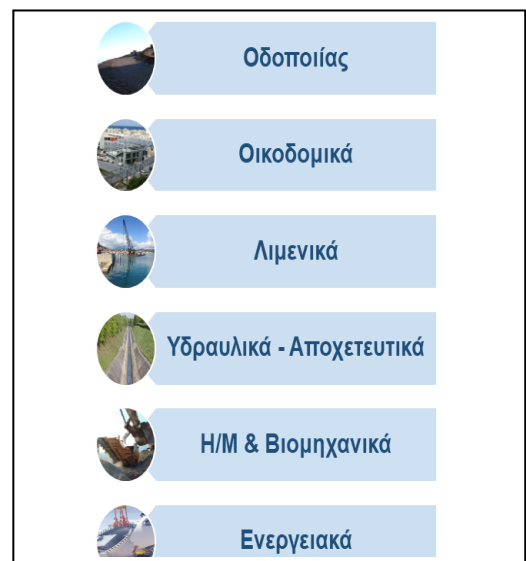 Οδοποιίας
Οικοδομικά
Λιμενικά
Υδραυλικά - Αποχετευτικά
Η/Μ & Βιομηχανικά
Ενεργειακά